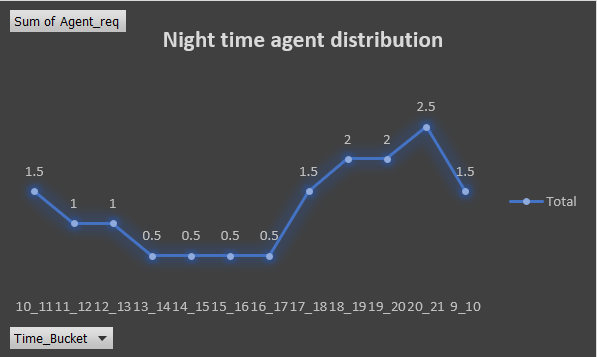 Sum of Agent_req
Night time agent distribution
2.5
2 2
1.5 1.5 1.5
1 1
0.5 0.5 0.5 0.5
Total
10_11 11_12 12_13 13_14 14_15 15_16 16_17 17_18 18_19 19_20 20_21 9_10
Time_Bucket